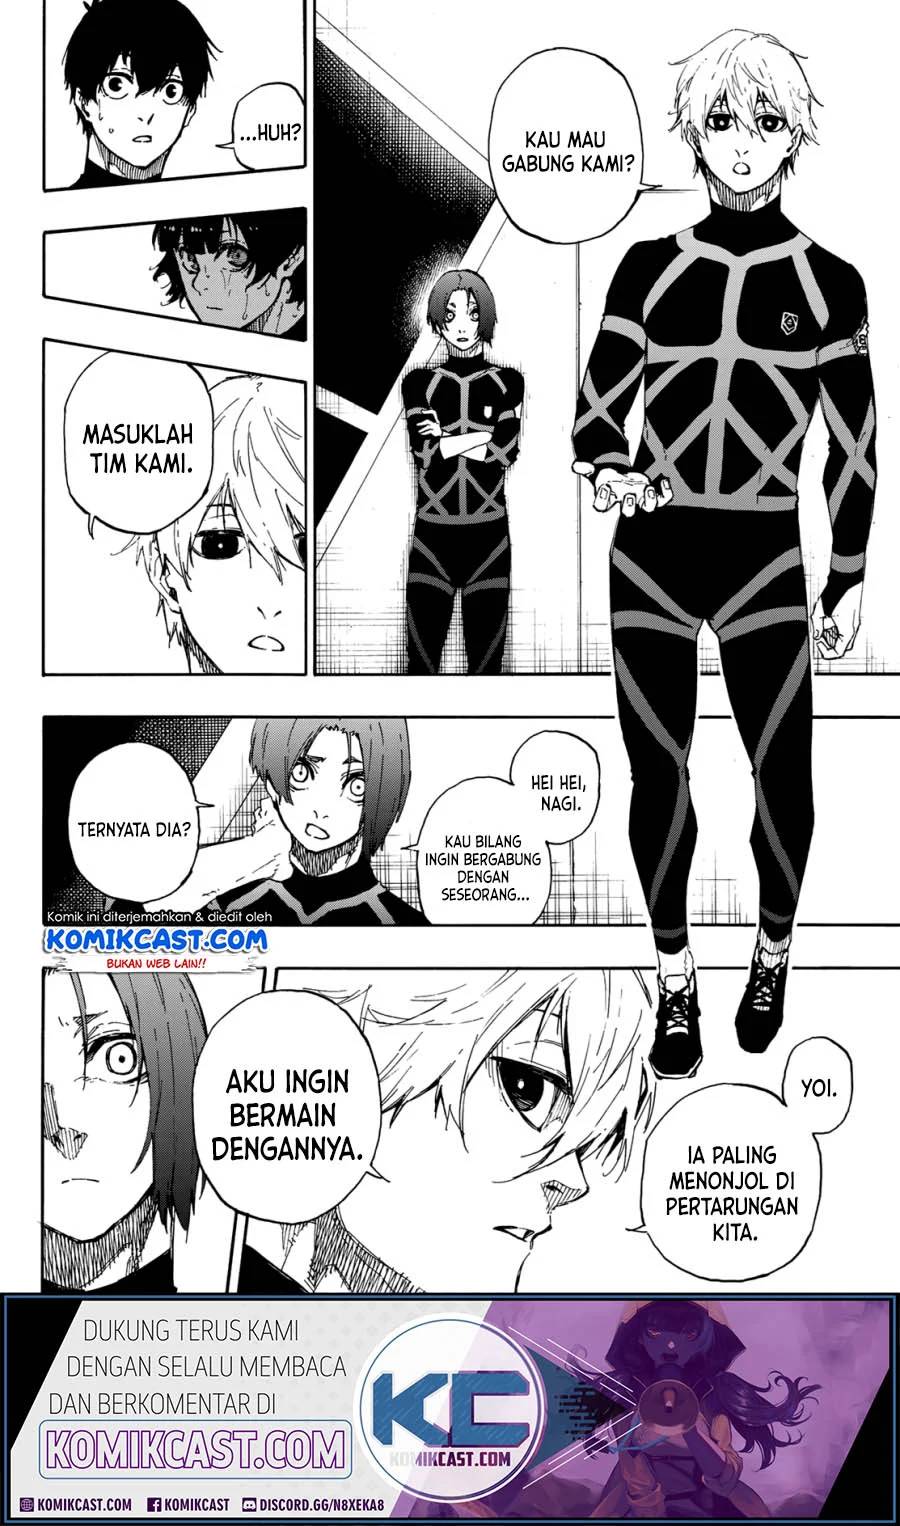 ...HUH?
KAU MAU
GABUNG KAMI?
MASUKLAH
TIM KAMI.
HEI HEI,
NAGI.
KAU BILANG
INGIN BERGABUNG
DENGAN
SESEORANG...
TERNYATA DIA?
Komik ini diterjemahkan & diedit oleh
KOMIKCAST.COM
BUKAN WEB LAIN!!
YOI.
IA PALING
MENONJOL DI
PERTARUNGAN
KITA.
AKU INGIN
BERMAIN
DENGANNYA.
DUKUNG TERUS KAMI
DENGAN SELALU MEMBACA
DAN BERKOMENTAR DI
KOMIKCAST.COM
KC
KOMIKCAST.COM
KOMIKCAST.COM
KOMIKCAST
DISCORD.GG/N8XEKA8